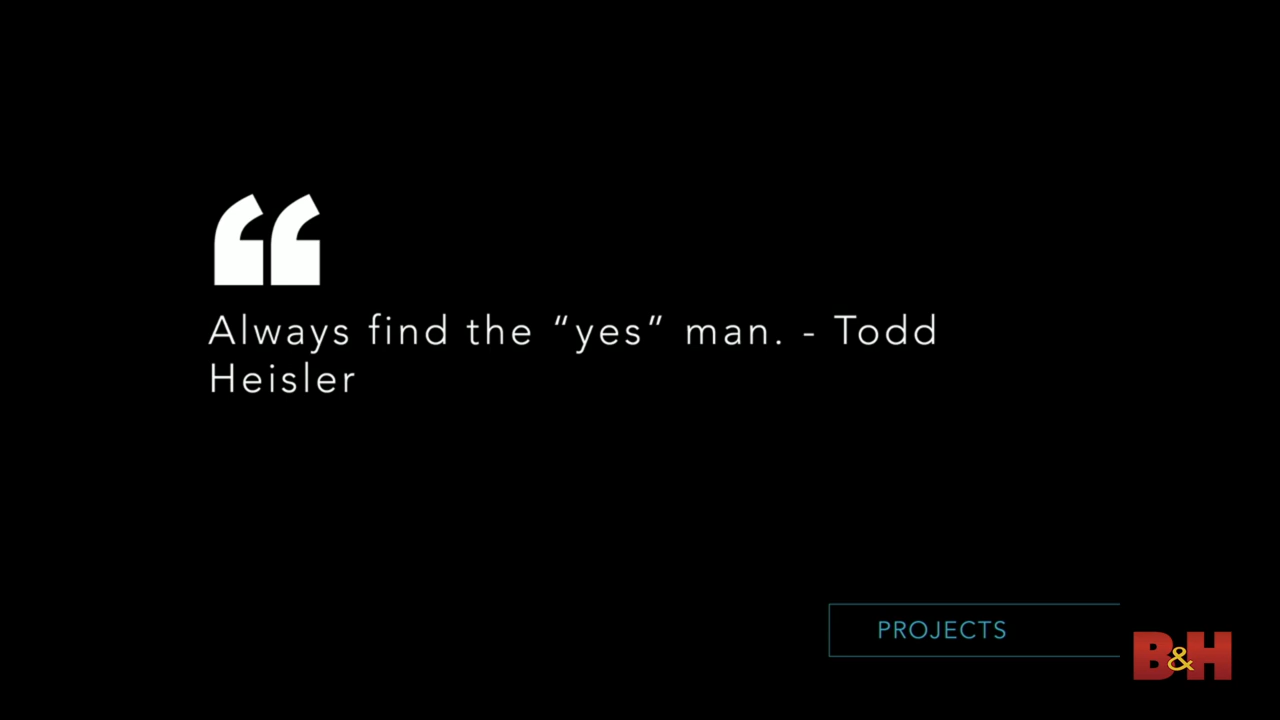 “
Always find the “yes” man. - Todd
Heisler
PROJECTS
B&H